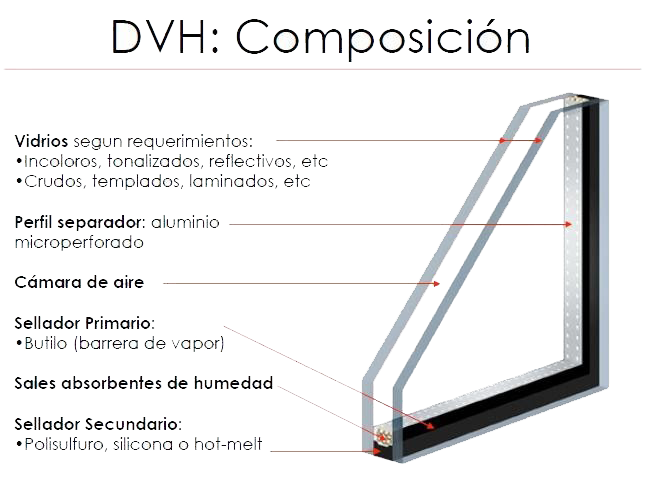 DVH: Composición
Vidrios segun requerimientos:
•Incoloros, tonalizados, reflectivos, etc
•Crudos, templados, laminados, etc
Perfil separador: aluminio
microperforado
Cámara de aire
Sellador Primario:
•Butilo (barrera de vapor)
Sales absorbentes de humedad
Sellador Secundario:
•Polisulfuro, silicona o hot-melt